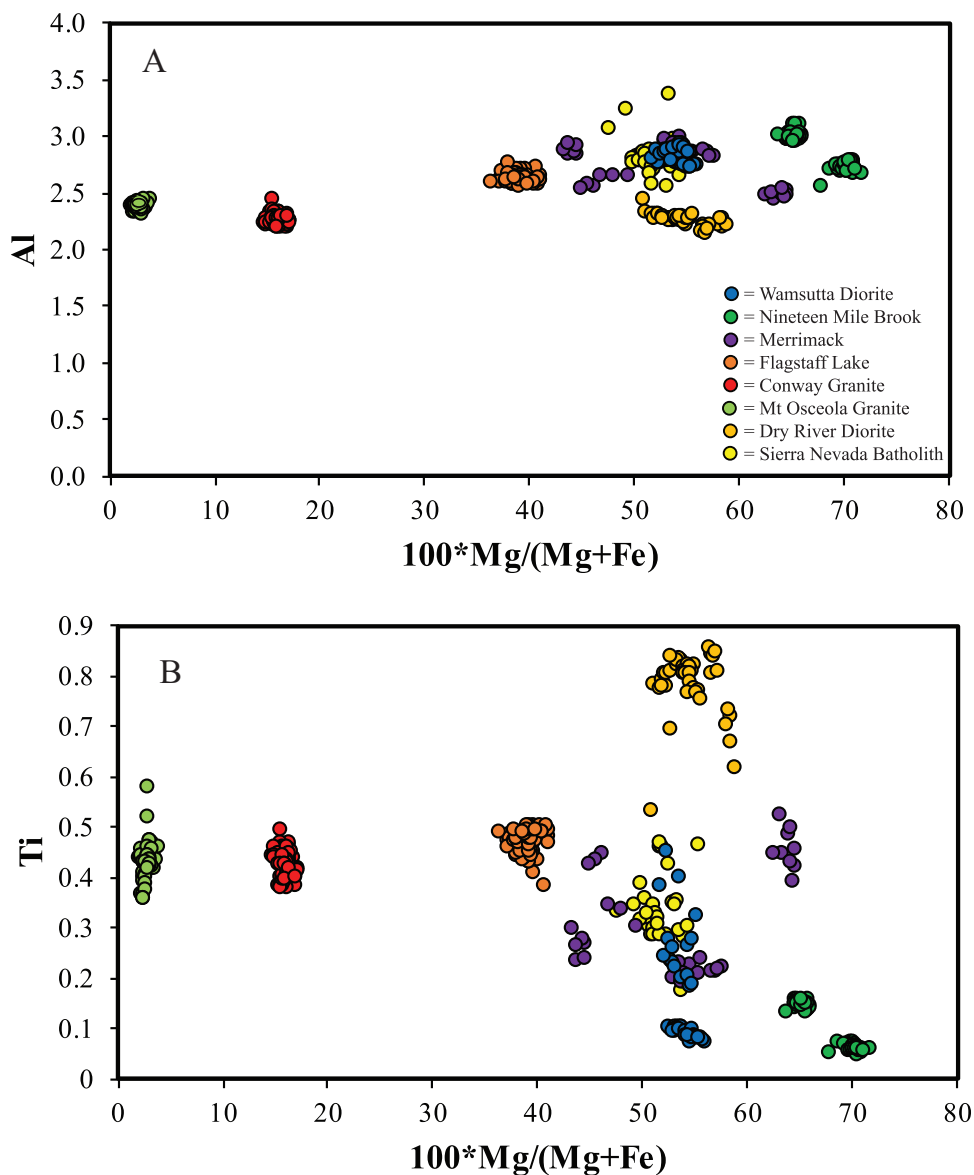 4.0
A
3.5
3.0
2.5
2.0
1.5
1.0
0.5
0.0
Al
= Wamsutta Diorite
= Nineteen Mile Brook
= Merrimack
= Flagstaff Lake
= Conway Granite
= Mt Osceola Granite
= Dry River Diorite
= Sierra Nevada Batholith
0 10 20 30 40 50 60 70 80
100*Mg/(Mg+Fe)
0.9
B
0.8
0.7
0.6
0.5
0.4
0.3
0.2
0.1
0
Ti
0 10 20 30 40 50 60 70 80
100*Mg/(Mg+Fe)